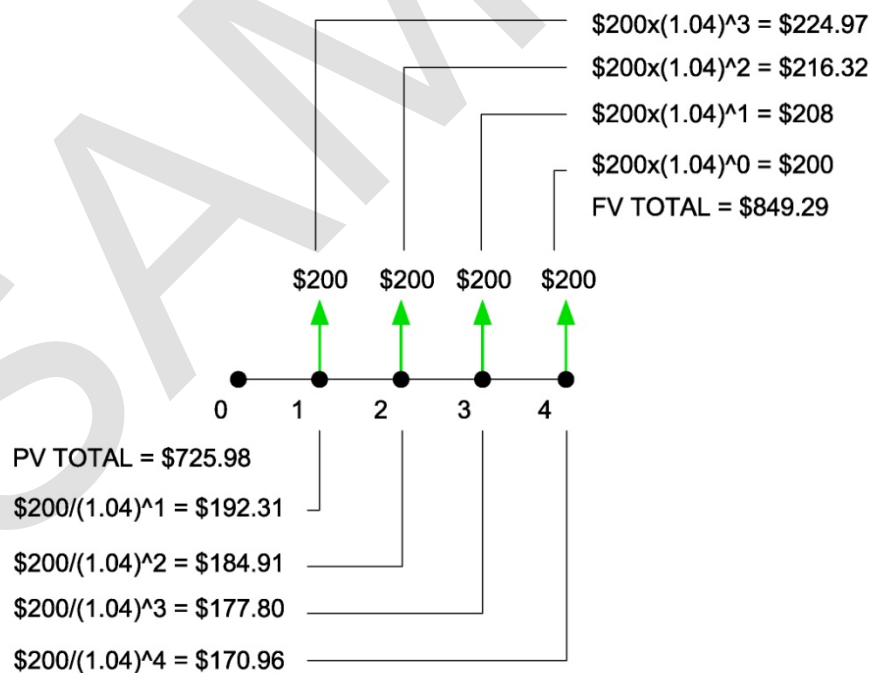 $200x(1.04)^3 = $224.97
$200x(1.04)^2 = $216.32
$200x(1.04)^1 = $208
$200x(1.04)^0 = $200
FV TOTAL = $849.29
$200 $200 $200 $200
0 1 2 3 4
PV TOTAL = $725.98
$200/(1.04)^1 = $192.31
$200/(1.04)^2 = $184.91
$200/(1.04)^3 = $177.80
$200/(1.04)^4 = $170.96